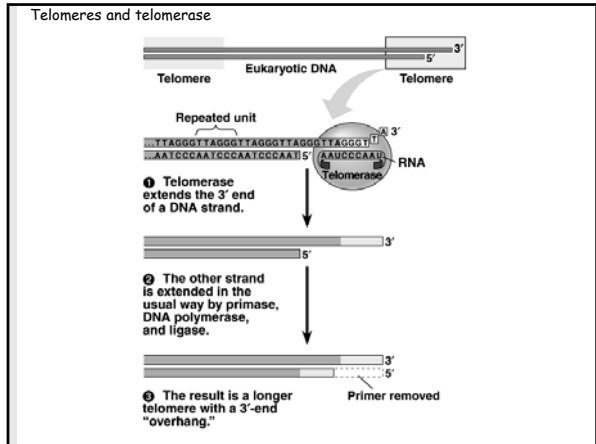 Telomeres and telomerase
3′
5′
Eukaryotic DNA
Telomere
Telomere
Repeated unit
A 3′
T
...TTAGGGTTAGGGTTAGGGTTAGGGTTAGGGT
...AATCCCAATCCCAATCCCAAT 5′ AAUCCCAAU
RNA
Telomerase
❶ Telomerase
extends the 3′ end
of a DNA strand.
3′
5′
❷ The other strand
is extended in the
usual way by primase,
DNA polymerase,
and ligase.
3′
5′
❸ The result is a longer
telomere with a 3′-end
“overhang.”
Primer removed